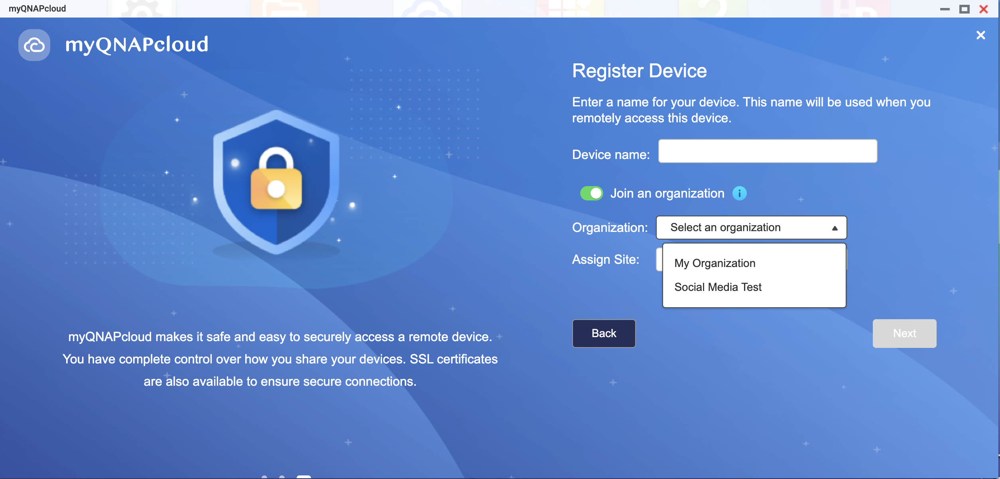 myQNAPcloud
myQNAPcloud
Register Device
Enter a name for your device. This name will be used when you
remotely access this device.
Device name:
Join an organization
Organization: Select an organization
Assign Site:
My Organization
Social Media Test
Back Next
myQNAPcloud makes it safe and easy to securely access a remote device.
You have complete control over how you share your devices. SSL certificates
are also available to ensure secure connections.